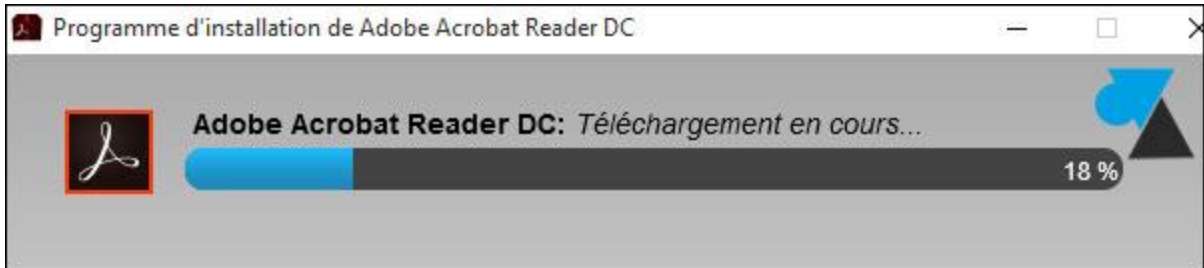 Programme d'installation de Adobe Acrobat Reader DC
Adobe Acrobat Reader DC: Téléchargement en cours...
18 %